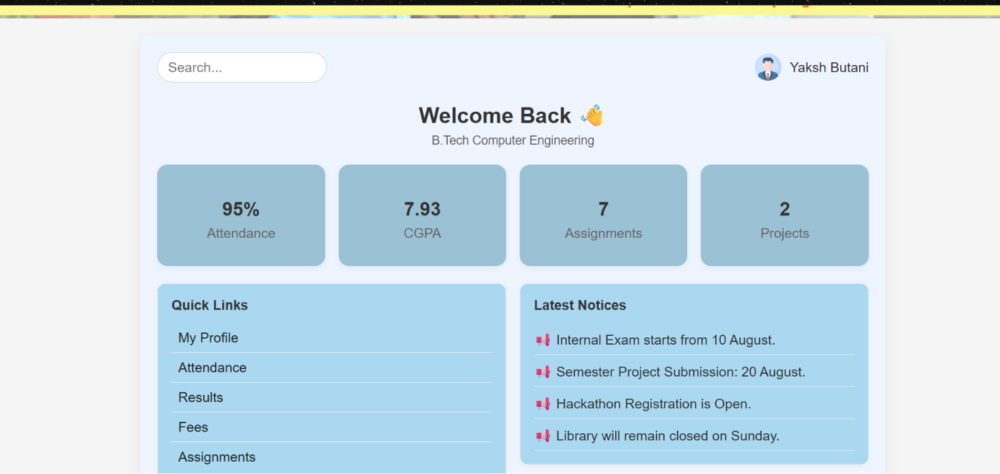 Search...
Yaksh Butani
Welcome Back 👋
B.Tech Computer Engineering
95%
Attendance
7.93
CGPA
7
Assignments
2
Projects
Quick Links
My Profile
Attendance
Results
Fees
Assignments
Latest Notices
Internal Exam starts from 10 August.
Semester Project Submission: 20 August.
Hackathon Registration is Open.
Library will remain closed on Sunday.